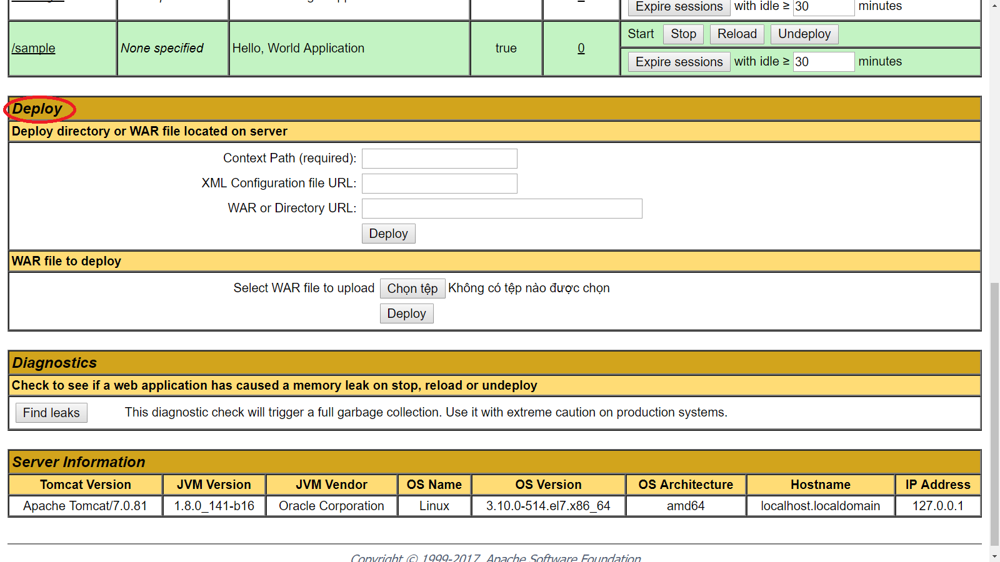 Expire sessions with idle ≥ 30 minutes
/sample None specified Hello, World Application true 0 Start Stop Reload Undeploy
Expire sessions with idle ≥ 30 minutes
Deploy
Deploy directory or WAR file located on server
Context Path (required):
XML Configuration file URL:
WAR or Directory URL:
Deploy
WAR file to deploy
Select WAR file to upload Chọn tệp Không có tệp nào được chọn
Deploy
Diagnostics
Check to see if a web application has caused a memory leak on stop, reload or undeploy
Find leaks This diagnostic check will trigger a full garbage collection. Use it with extreme caution on production systems.
Server Information
Tomcat Version JVM Version JVM Vendor OS Name OS Version OS Architecture Hostname IP Address
Apache Tomcat/7.0.81 1.8.0_141-b16 Oracle Corporation Linux 3.10.0-514.el7.x86_64 amd64 localhost.localdomain 127.0.0.1
Copyright © 1999-2017, Apache Software Foundation